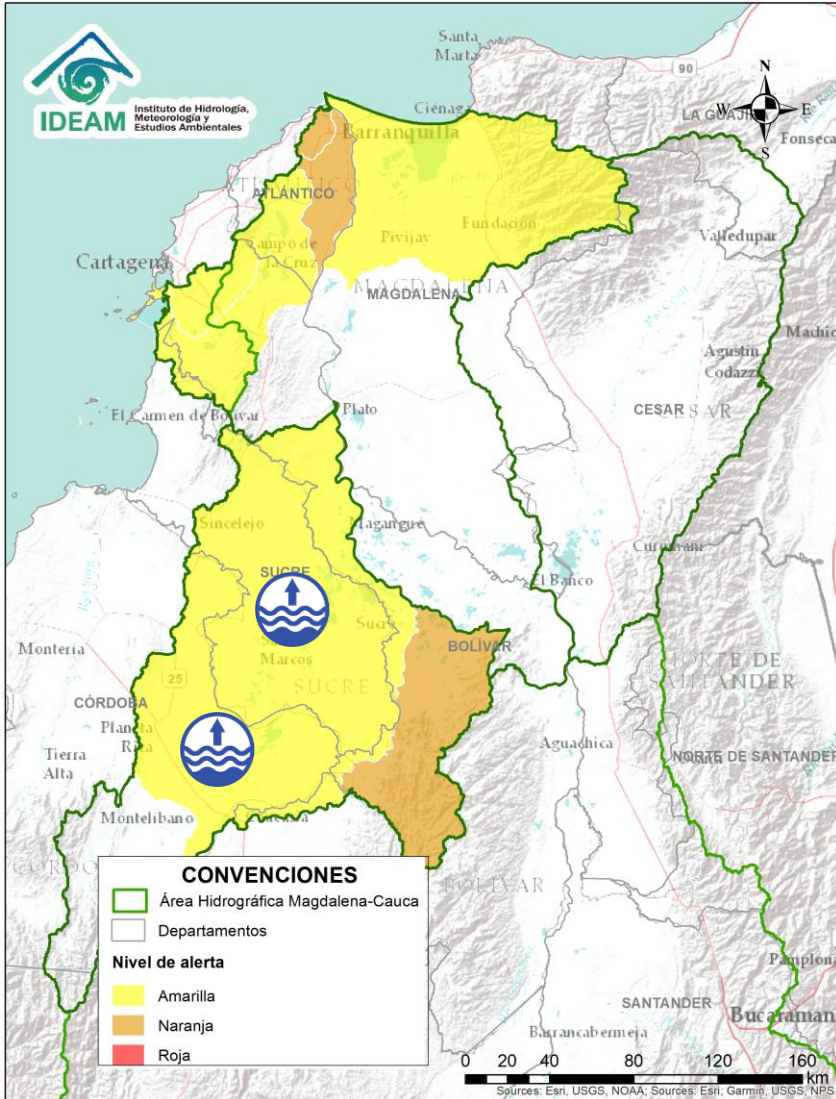 IDEAM
Instituto de Hidrología,
Meteorología y
Estudios Ambientales
Santa
Marta
90
N
W
E
S
Ciénaga
LA GUAJIRA
Barranquilla
Fonseca
ATLÁNTICO
Fundación
Pivijay
Valledupar
Campo de
la Cruz
Cartagena
MAGDALENA
MAGDALENA
Agustín
Codazzi
El Carmen de Bolívar
Plato
CESAR
CESAR
Sincelejo
Magangué
Curumaní
SUCRE
El Banco
Sucre
Marcos
BOLÍVAR
Montería
25
SUCRE
NORTE DE
SANTANDER
CÓRDOBA
Planeta
Rica
Tierra
Alta
Aguachica
NORTE DE SANTANDER
Montelíbano
BOLÍVAR
CONVENCIONES
Área Hidrográfica Magdalena-Cauca
Departamentos
Nivel de alerta
Amarilla
Naranja
Roja
Pamplona
SANTANDER
Bucaraman
Barrancabermeja
0 20 40 80 120 160
km
Sources: Esri, USGS, NOAA; Sources: Esri, Garmin, USGS, NPS